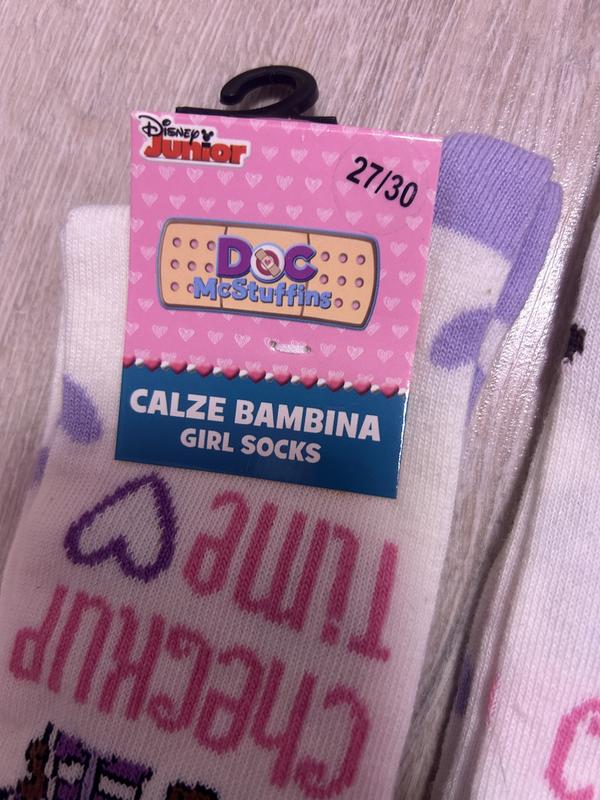 Disney
Junior
27/30
Doc
McStuffins
CALZE BAMBINA
GIRL SOCKS
Checkup
Time
C